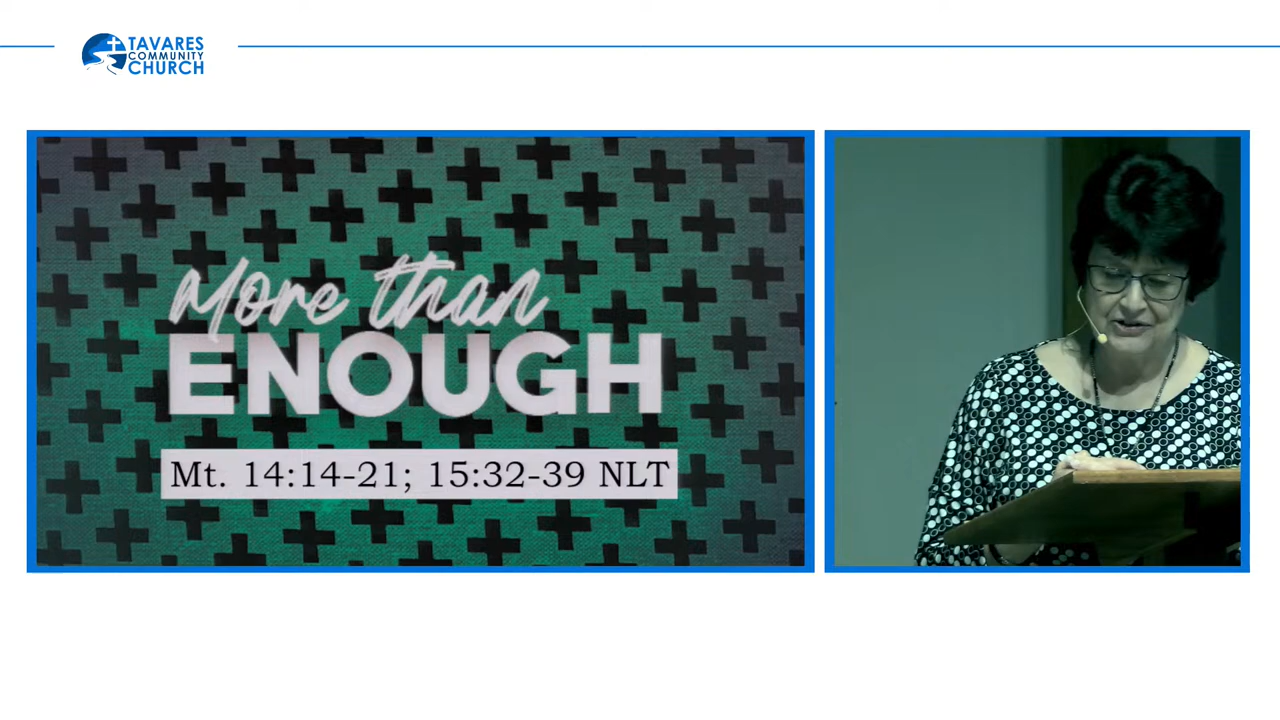 TAVARES
COMMUNITY
CHURCH
More than
ENOUGH
Mt. 14:14-21; 15:32-39 NLT